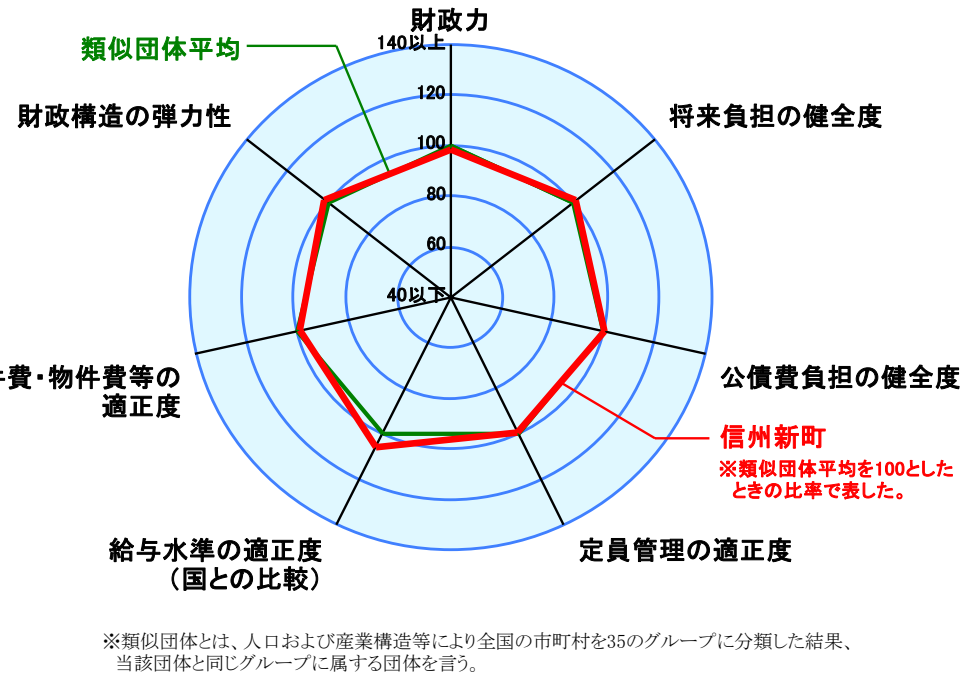 財政力
140以上
類似団体平均
120
財政構造の弾力性
将来負担の健全度
100
80
60
40以下
費・物件費等の
適正度
公債費負担の健全度
信州新町
※類似団体平均を100とした
ときの比率で表した。
給与水準の適正度
（国との比較）
定員管理の適正度
※類似団体とは、人口および産業構造等により全国の市町村を35のグループに分類した結果、
当該団体と同じグループに属する団体を言う。